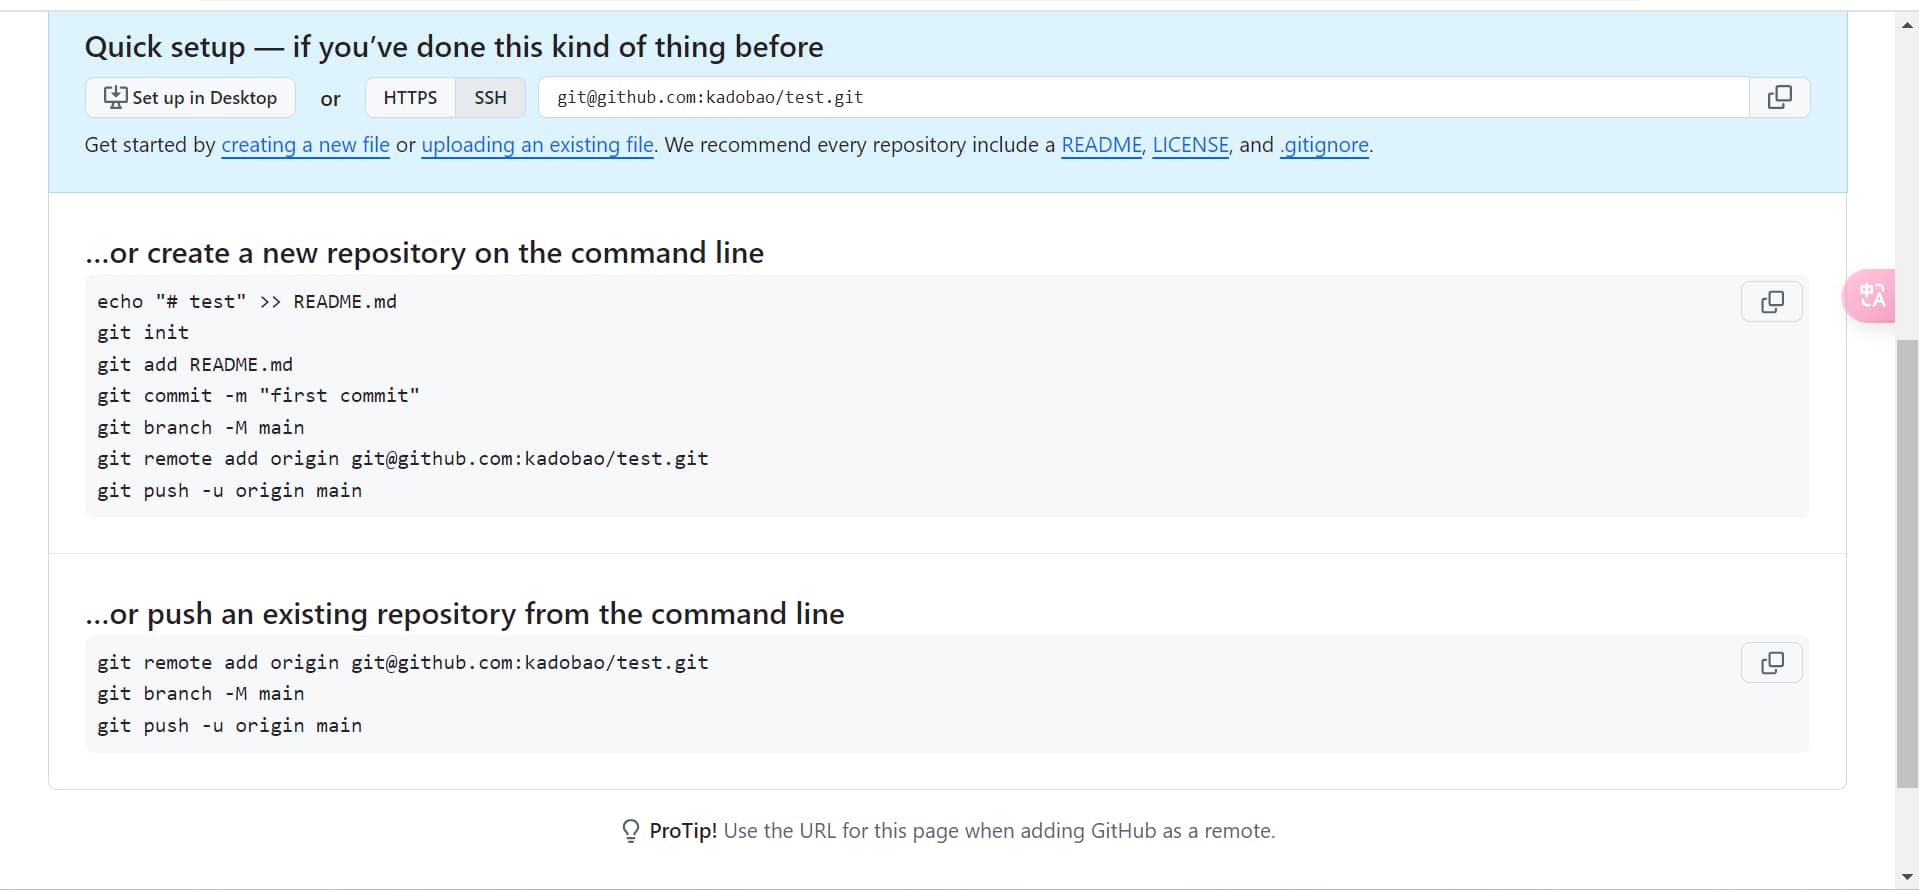 Quick setup — if you’ve done this kind of thing before
Set up in Desktop or HTTPS SSH git@github.com:kadobao/test.git
Get started by creating a new file or uploading an existing file. We recommend every repository include a README, LICENSE, and .gitignore.
…or create a new repository on the command line
echo "# test" >> README.md
git init
git add README.md
git commit -m "first commit"
git branch -M main
git remote add origin git@github.com:kadobao/test.git
git push -u origin main
中A
…or push an existing repository from the command line
git remote add origin git@github.com:kadobao/test.git
git branch -M main
git push -u origin main
ProTip! Use the URL for this page when adding GitHub as a remote.